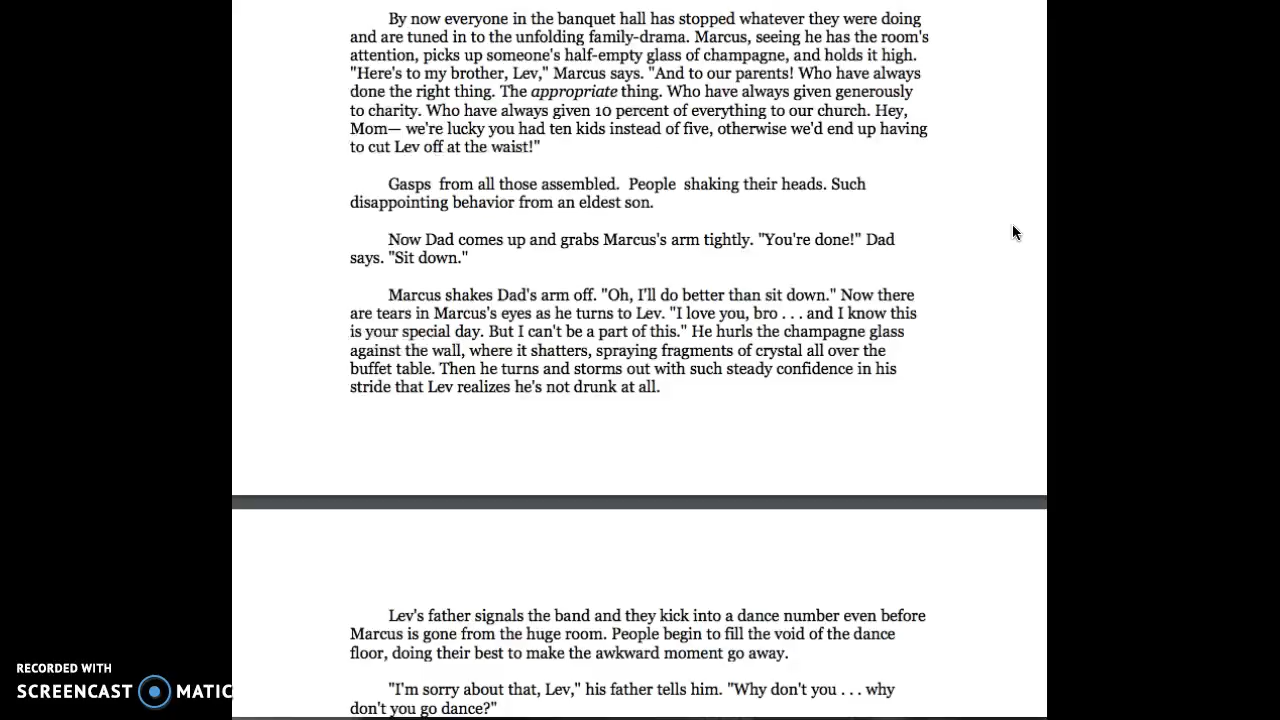 By now everyone in the banquet hall has stopped whatever they were doing
and are tuned in to the unfolding family-drama. Marcus, seeing he has the room's
attention, picks up someone's half-empty glass of champagne, and holds it high.
"Here's to my brother, Lev," Marcus says. "And to our parents! Who have always
done the right thing. The appropriate thing. Who have always given generously
to charity. Who have always given 10 percent of everything to our church. Hey,
Mom— we're lucky you had ten kids instead of five, otherwise we'd end up having
to cut Lev off at the waist!"
Gasps from all those assembled. People shaking their heads. Such
disappointing behavior from an eldest son.
Now Dad comes up and grabs Marcus's arm tightly. "You're done!" Dad
says. "Sit down."
Marcus shakes Dad's arm off. "Oh, I'll do better than sit down." Now there
are tears in Marcus's eyes as he turns to Lev. "I love you, bro . . . and I know this
is your special day. But I can't be a part of this." He hurls the champagne glass
against the wall, where it shatters, spraying fragments of crystal all over the
buffet table. Then he turns and storms out with such steady confidence in his
stride that Lev realizes he's not drunk at all.
Lev's father signals the band and they kick into a dance number even before
Marcus is gone from the huge room. People begin to fill the void of the dance
floor, doing their best to make the awkward moment go away.
"I'm sorry about that, Lev," his father tells him. "Why don't you . . . why
don't you go dance?"
RECORDED WITH
SCREENCAST MATIC